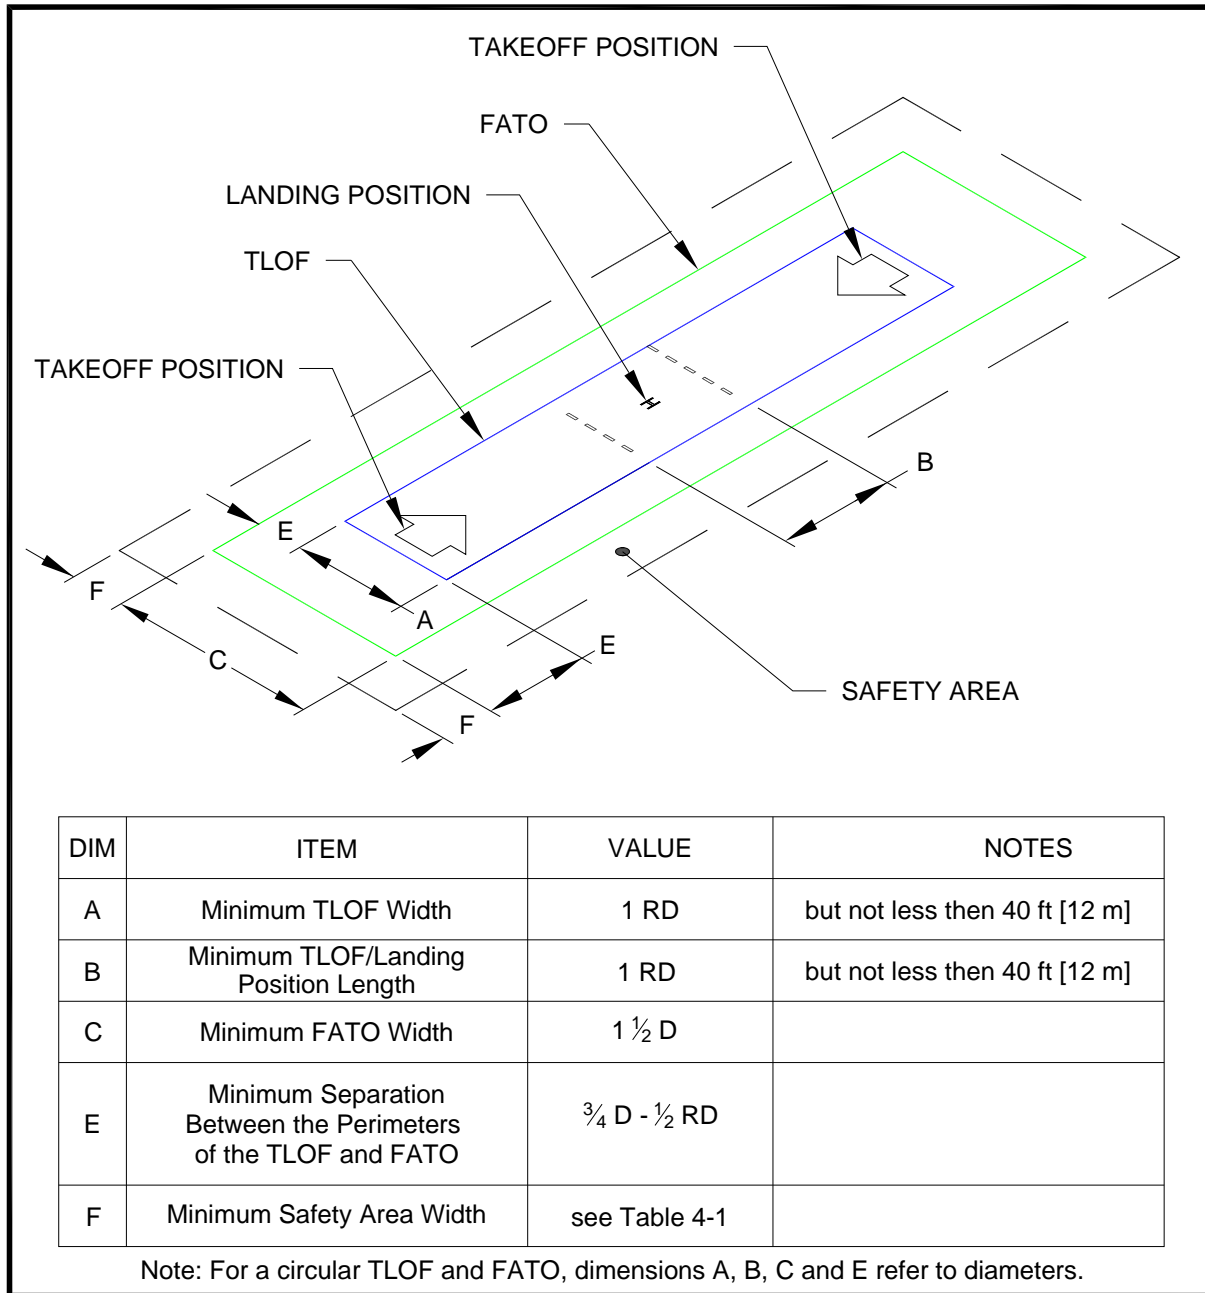 TAKEOFF POSITION
FATO
LANDING POSITION
TLOF
TAKEOFF POSITION
H
B
E
F
A
C
E
F
SAFETY AREA
DIM ITEM VALUE NOTES
A Minimum TLOF Width 1 RD but not less then 40 ft [12 m]
B Minimum TLOF/Landing
Position Length 1 RD but not less then 40 ft [12 m]
C Minimum FATO Width 1 ½ D
E Minimum Separation
Between the Perimeters
of the TLOF and FATO ¾ D - ½ RD
F Minimum Safety Area Width see Table 4-1
Note: For a circular TLOF and FATO, dimensions A, B, C and E refer to diameters.